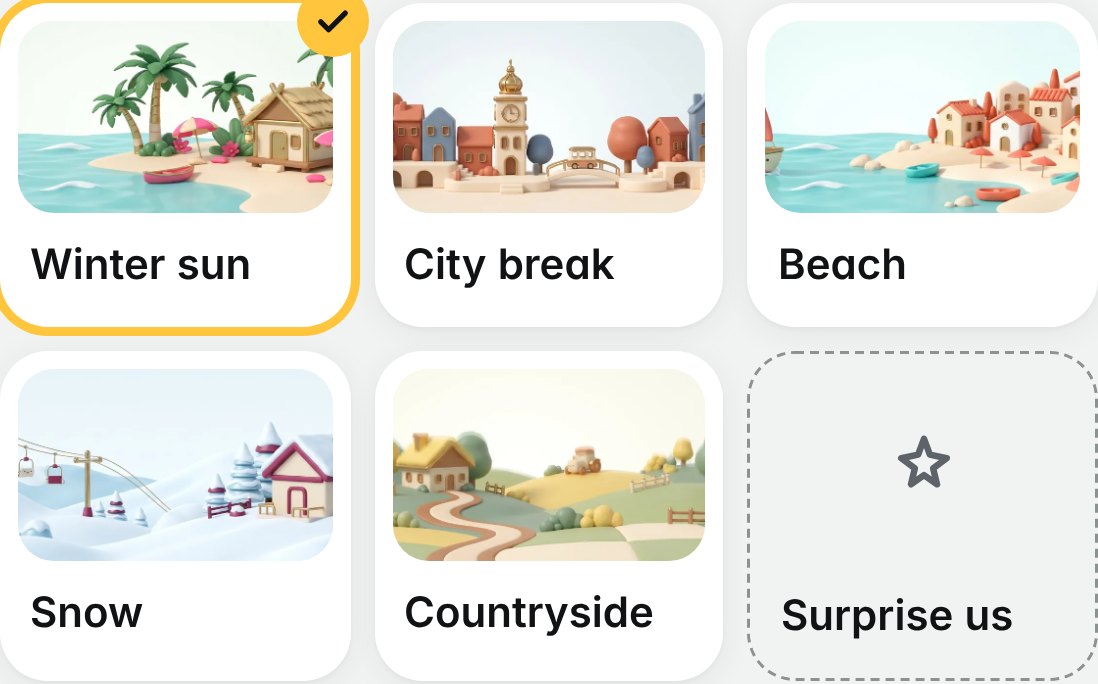 Winter sun
City break
Beach
Snow
Countryside
Surprise us